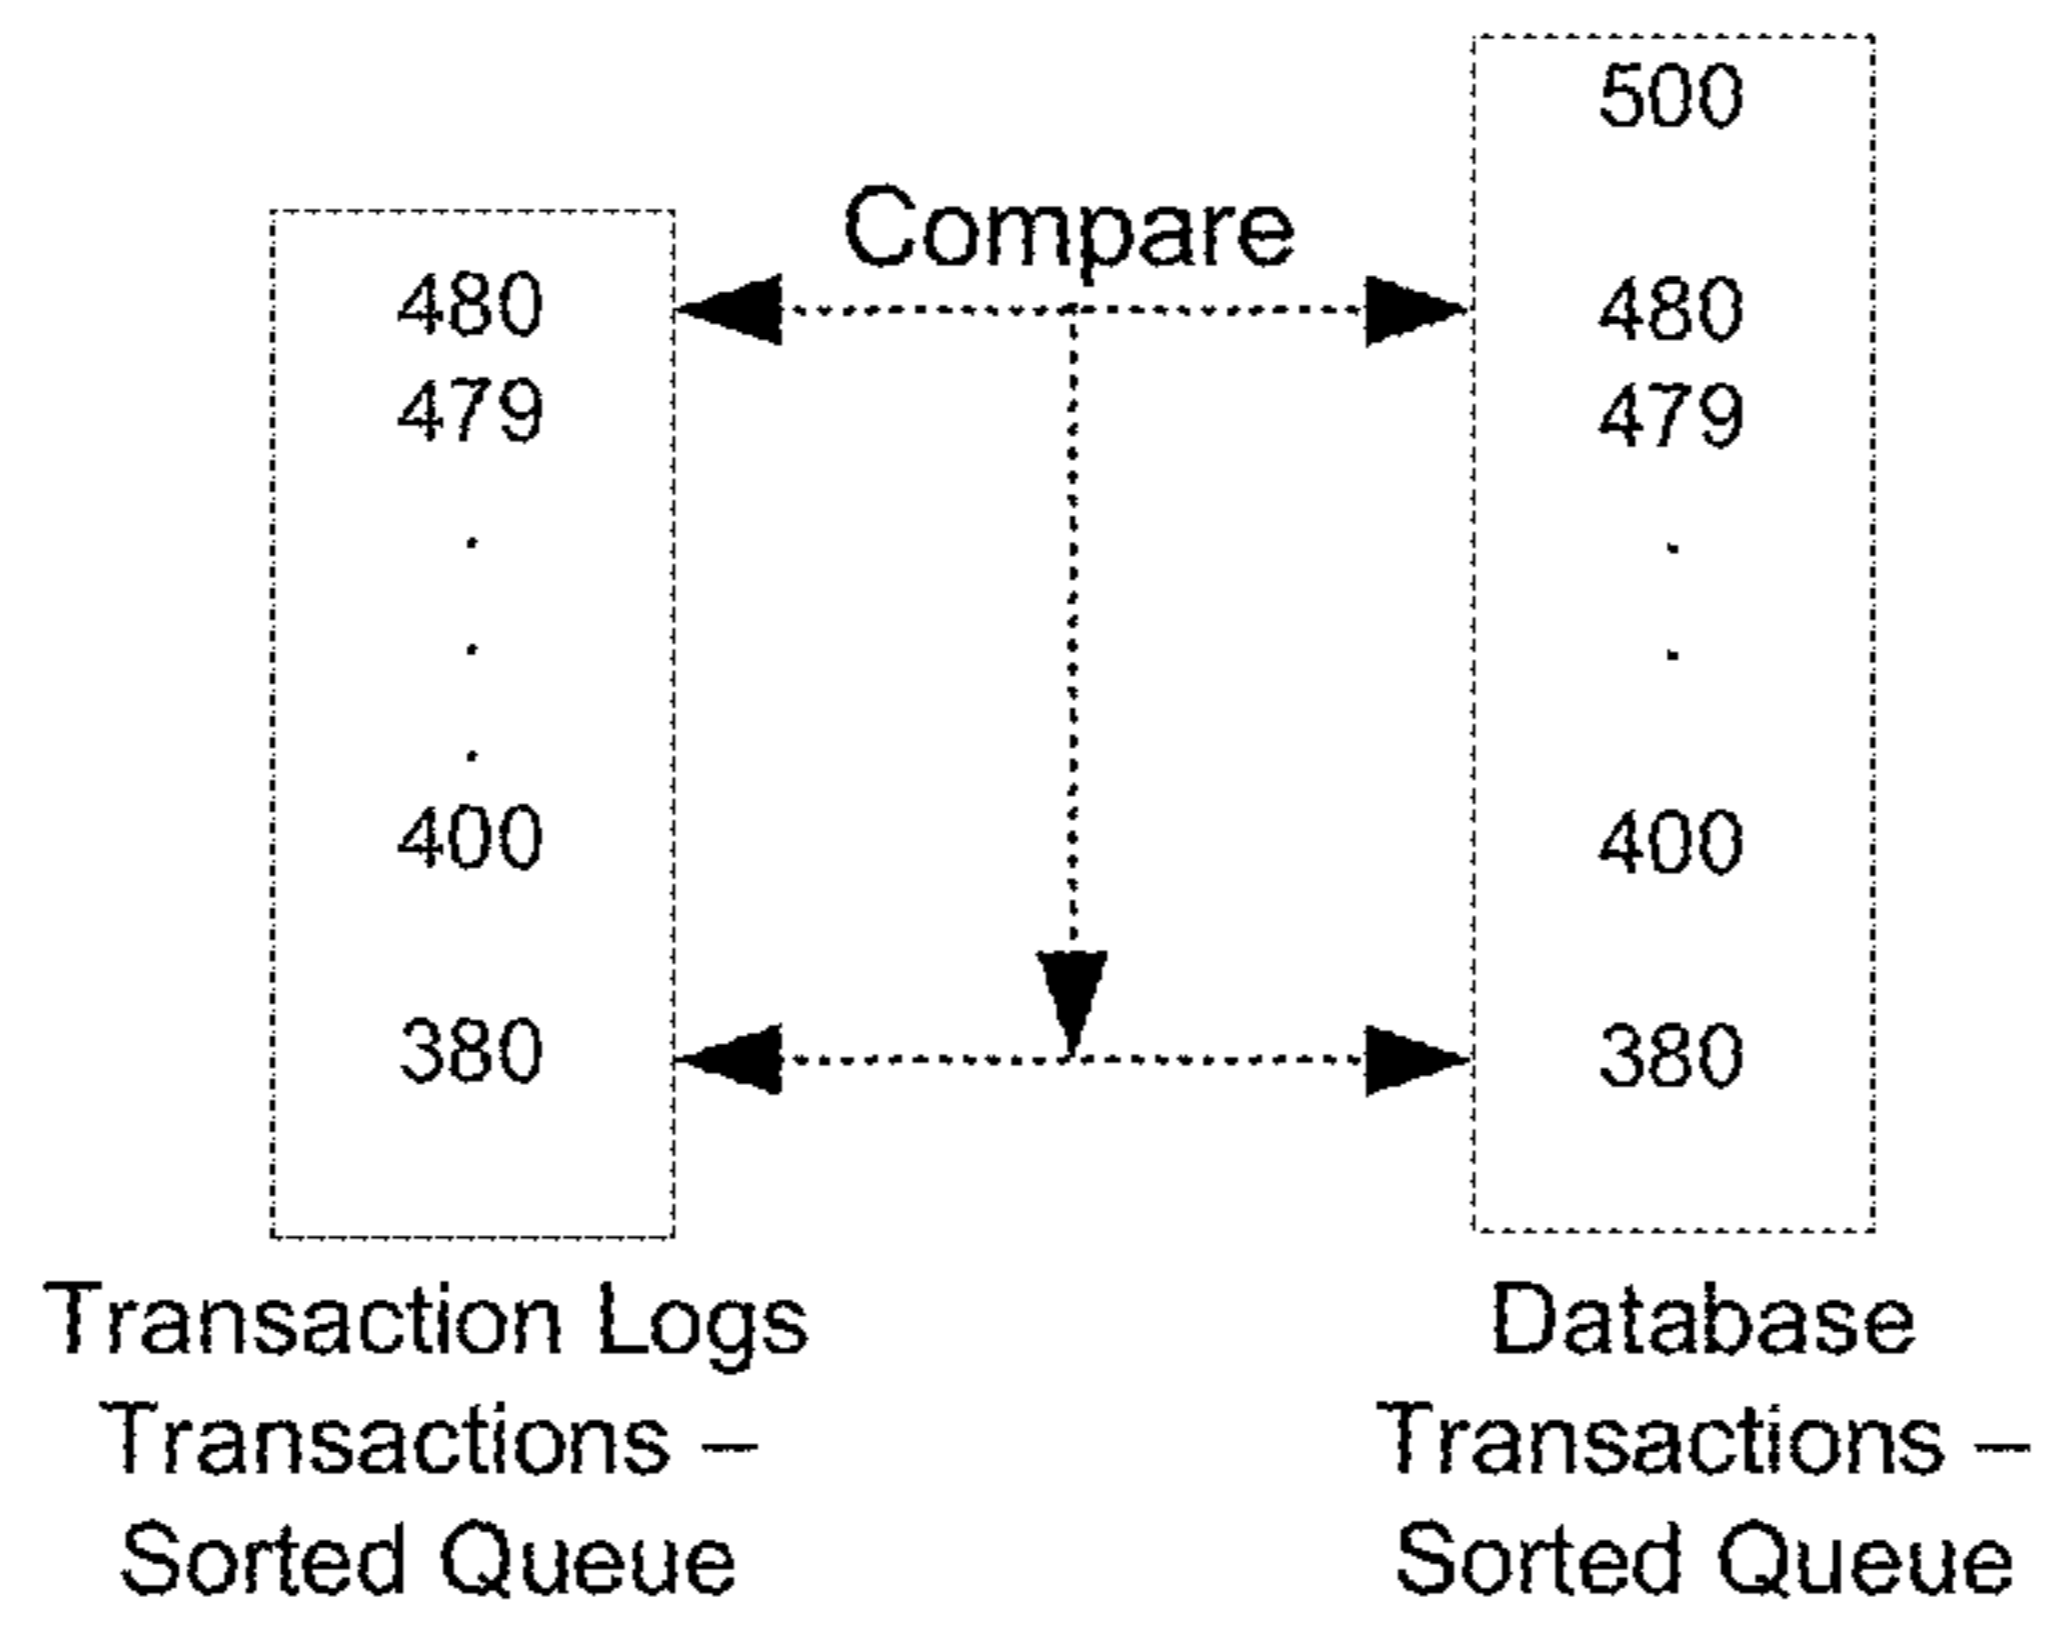 Compare
480
479
.
.
.
400
380
Transaction Logs
Transactions –
Sorted Queue
500
480
479
.
.
400
380
Database
Transactions –
Sorted Queue